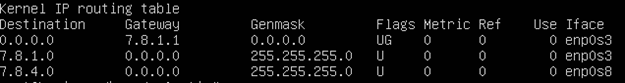 Kernel IP routing table
Destination Gateway Genmask Flags Metric Ref Use Iface
0.0.0.0 7.8.1.1 0.0.0.0 UG 0 0 0 enp0s3
7.8.1.0 0.0.0.0 255.255.255.0 U 0 0 0 enp0s3
7.8.4.0 0.0.0.0 255.255.255.0 U 0 0 0 enp0s8